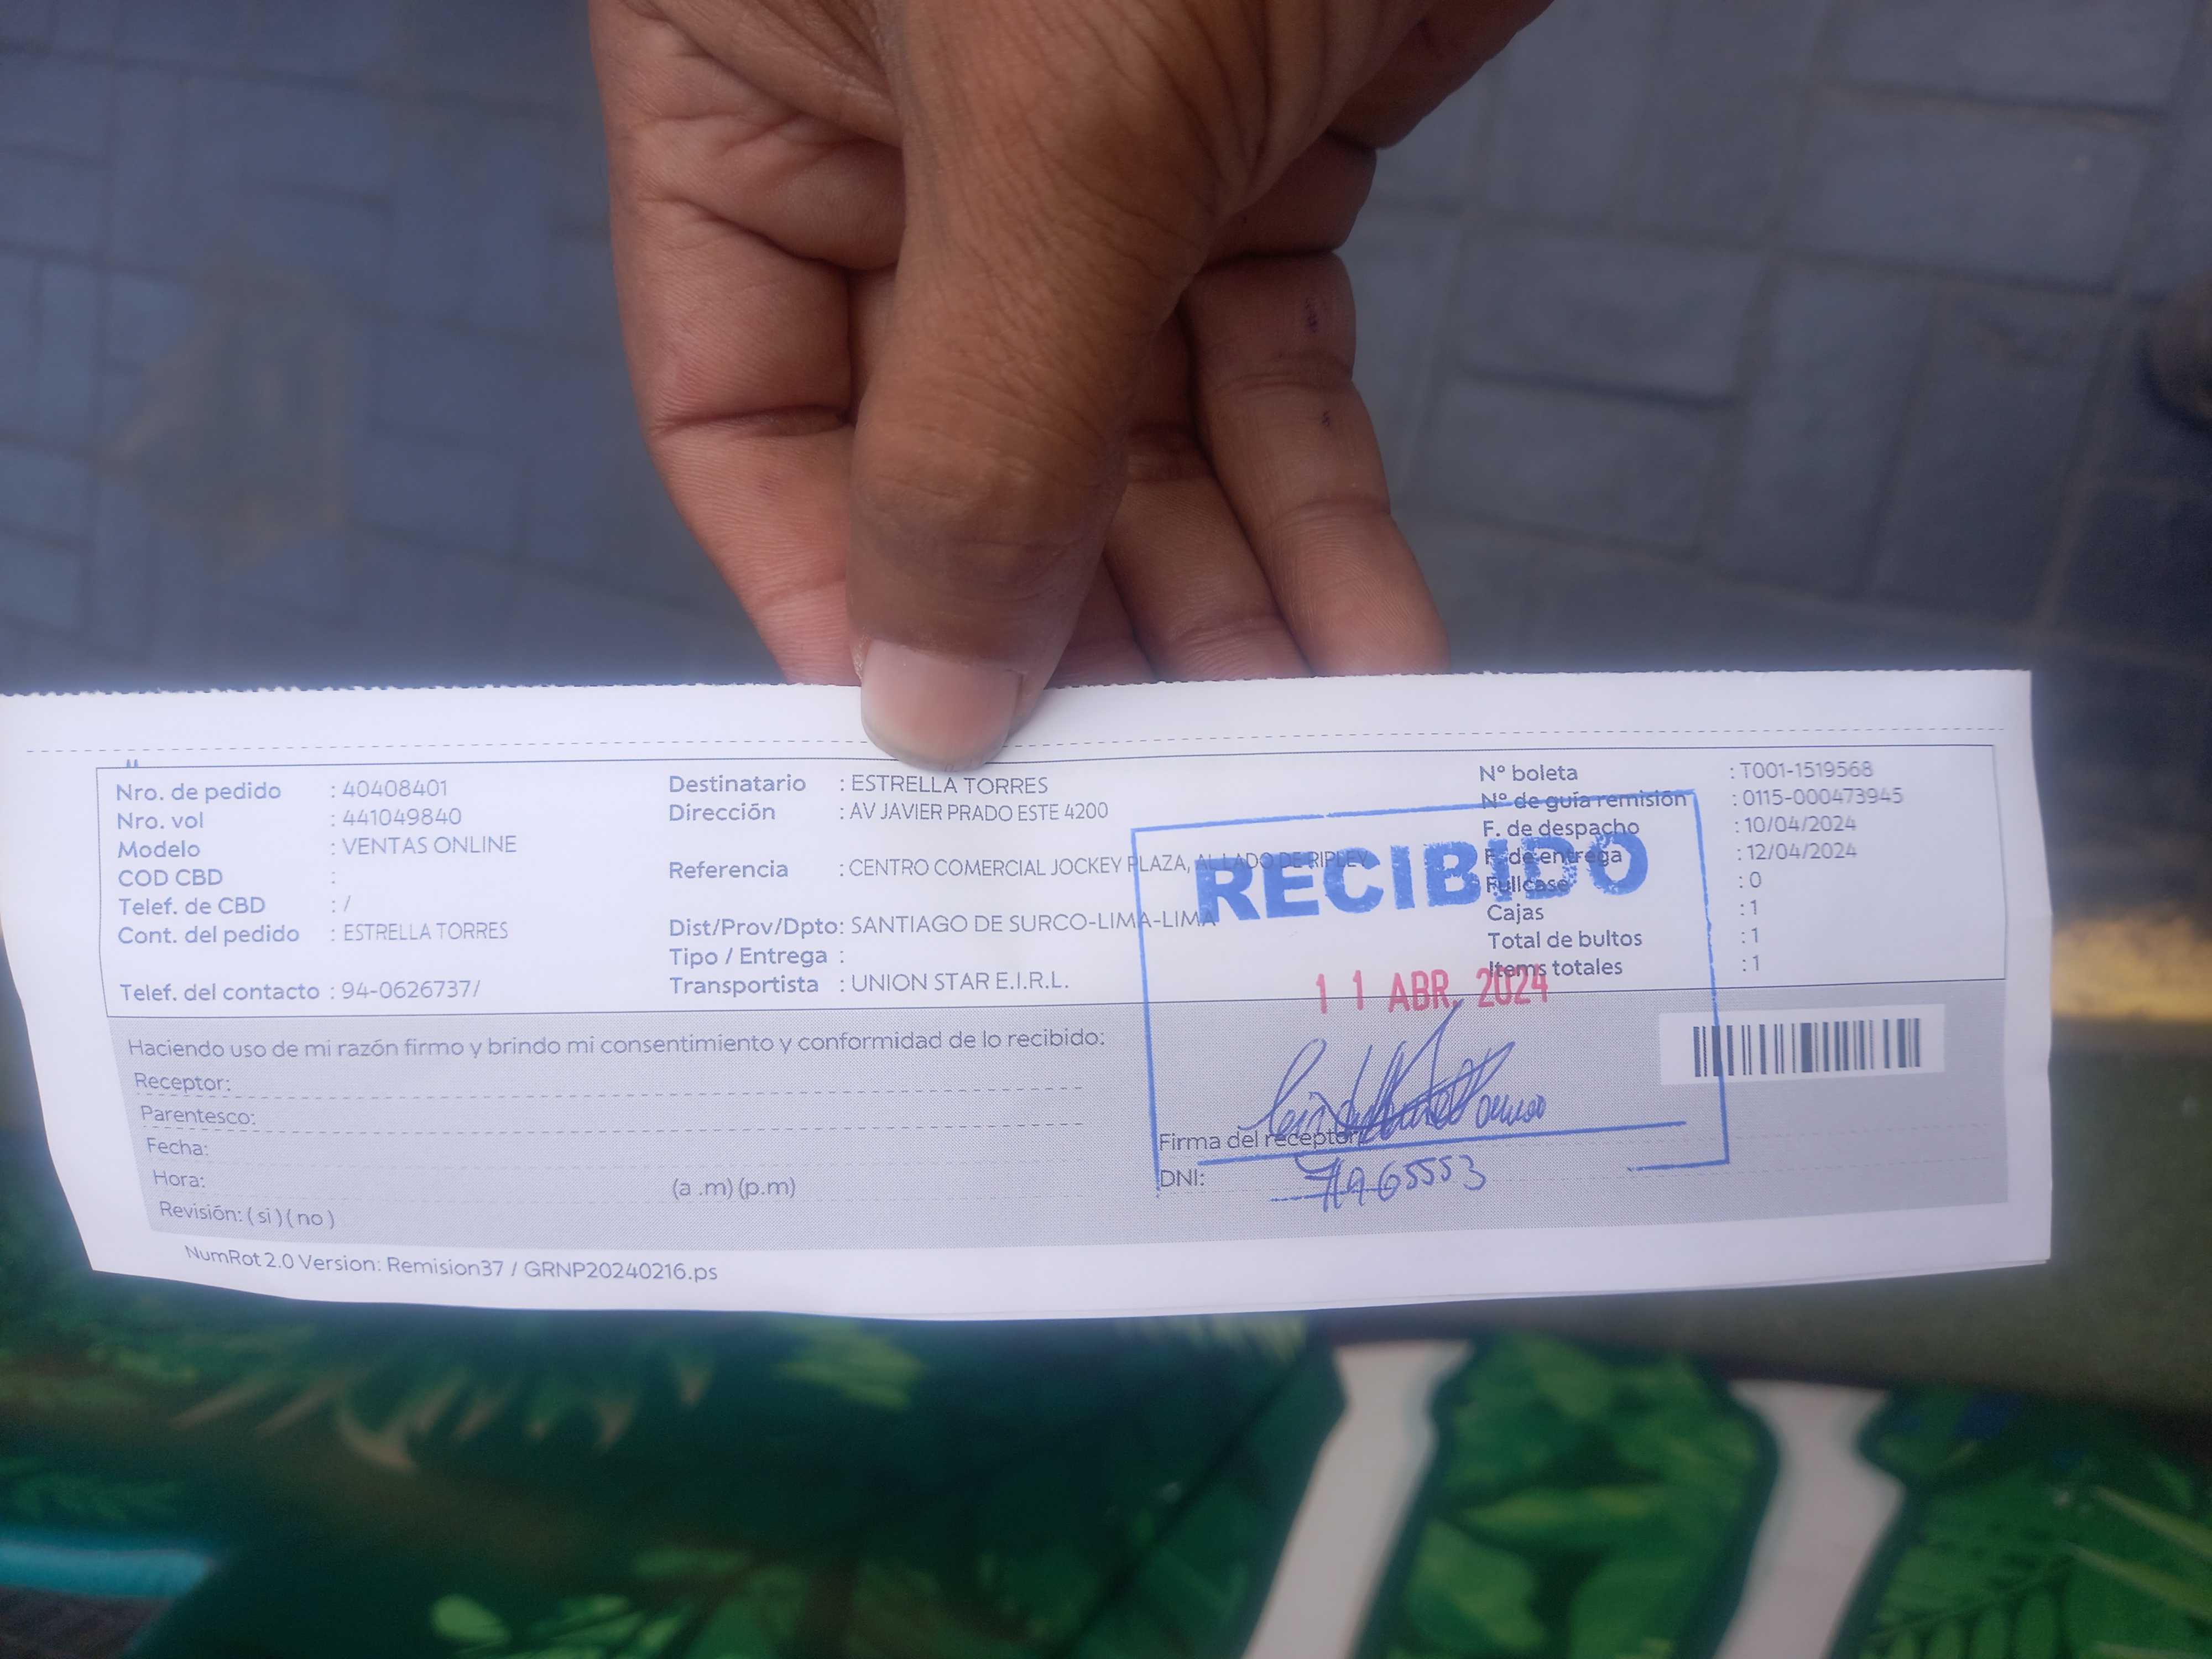 Nro. de pedido : 40408401
Nro. vol : 441049840
Modelo : VENTAS ONLINE
COD CBD :
Telef. de CBD : /
Cont. del pedido : ESTRELLA TORRES
Telef. del contacto : 94-0626737/
Destinatario : ESTRELLA TORRES
Dirección : AV JAVIER PRADO ESTE 4200
Referencia : CENTRO COMERCIAL JOCKEY PLAZA, AL LADO DE RIPLEY
Dist/Prov/Dpto: SANTIAGO DE SURCO-LIMA-LIMA
Tipo / Entrega :
Transportista : UNION STAR E.I.R.L.
N° boleta : T001-1519568
N° de guía remisión : 0115-000473945
F. de despacho : 10/04/2024
F. de entrega : 12/04/2024
Fullcase : 0
Cajas : 1
Total de bultos : 1
Items totales : 1
RECIBIDO
11 ABR. 2024
Haciendo uso de mi razón firmo y brindo mi consentimiento y conformidad de lo recibido:
Receptor:
Parentesco:
Fecha:
Hora: (a .m) (p.m)
Revisión: ( si ) ( no )
Firma del receptor
DNI: 71965553
NumRot 2.0 Version: Remision37 / GRNP20240216.ps